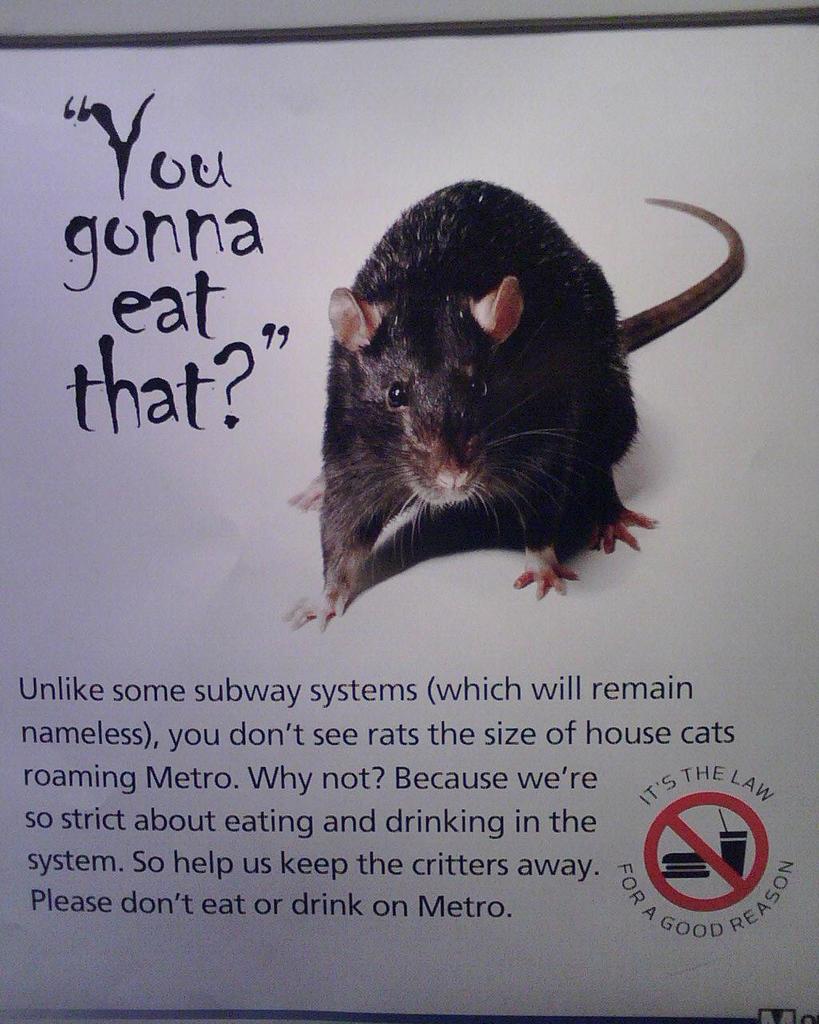 “You
gonna
eat
that?”
Unlike some subway systems (which will remain
nameless), you don't see rats the size of house cats
roaming Metro. Why not? Because we're
so strict about eating and drinking in the
system. So help us keep the critters away.
Please don't eat or drink on Metro.
IT'S THE LAW
FOR A GOOD REASON